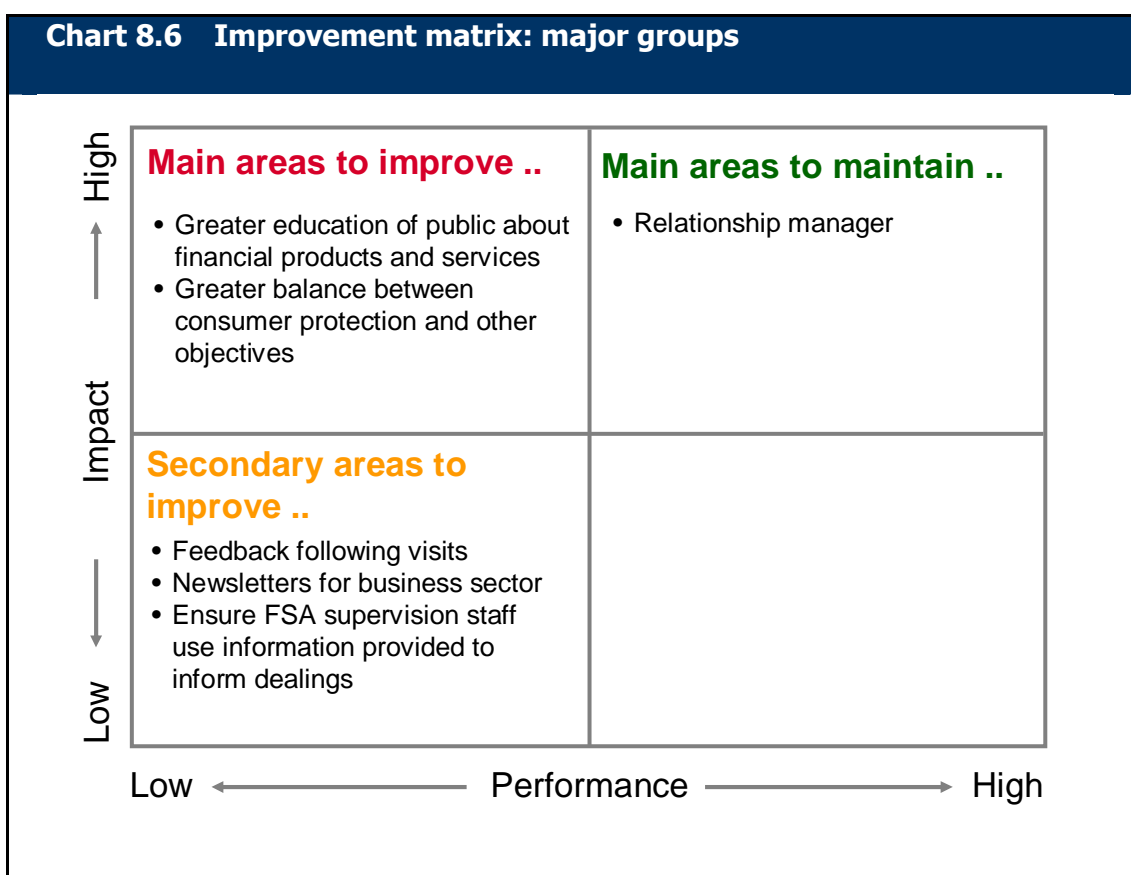 Chart 8.6 Improvement matrix: major groups
High
Impact
Low
Main areas to improve ..
• Greater education of public about
financial products and services
• Greater balance between
consumer protection and other
objectives
Main areas to maintain ..
• Relationship manager
Secondary areas to
improve ..
• Feedback following visits
• Newsletters for business sector
• Ensure FSA supervision staff
use information provided to
inform dealings
Low Performance High